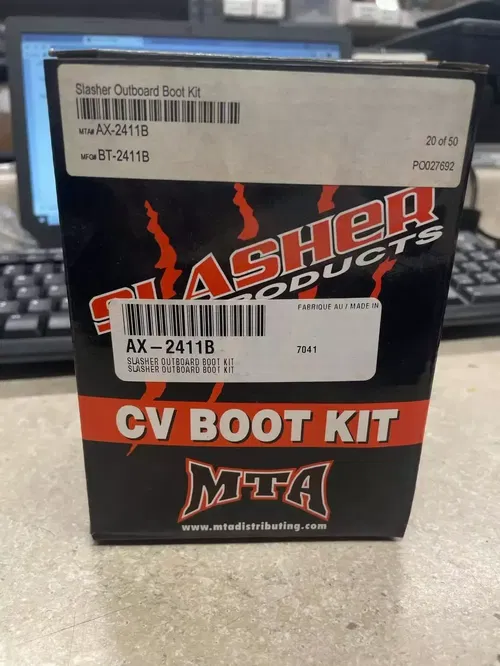 Slasher Outboard Boot Kit
MTA# AX-2411B
20 of 50
MFG# BT-2411B
PO027692
SLASHER
PRODUCTS
FABRIQUE AU / MADE IN
AX-2411B
7041
SLASHER OUTBOARD BOOT KIT
SLASHER OUTBOARD BOOT KIT
CV BOOT KIT
MTA
www.mtadistributing.com